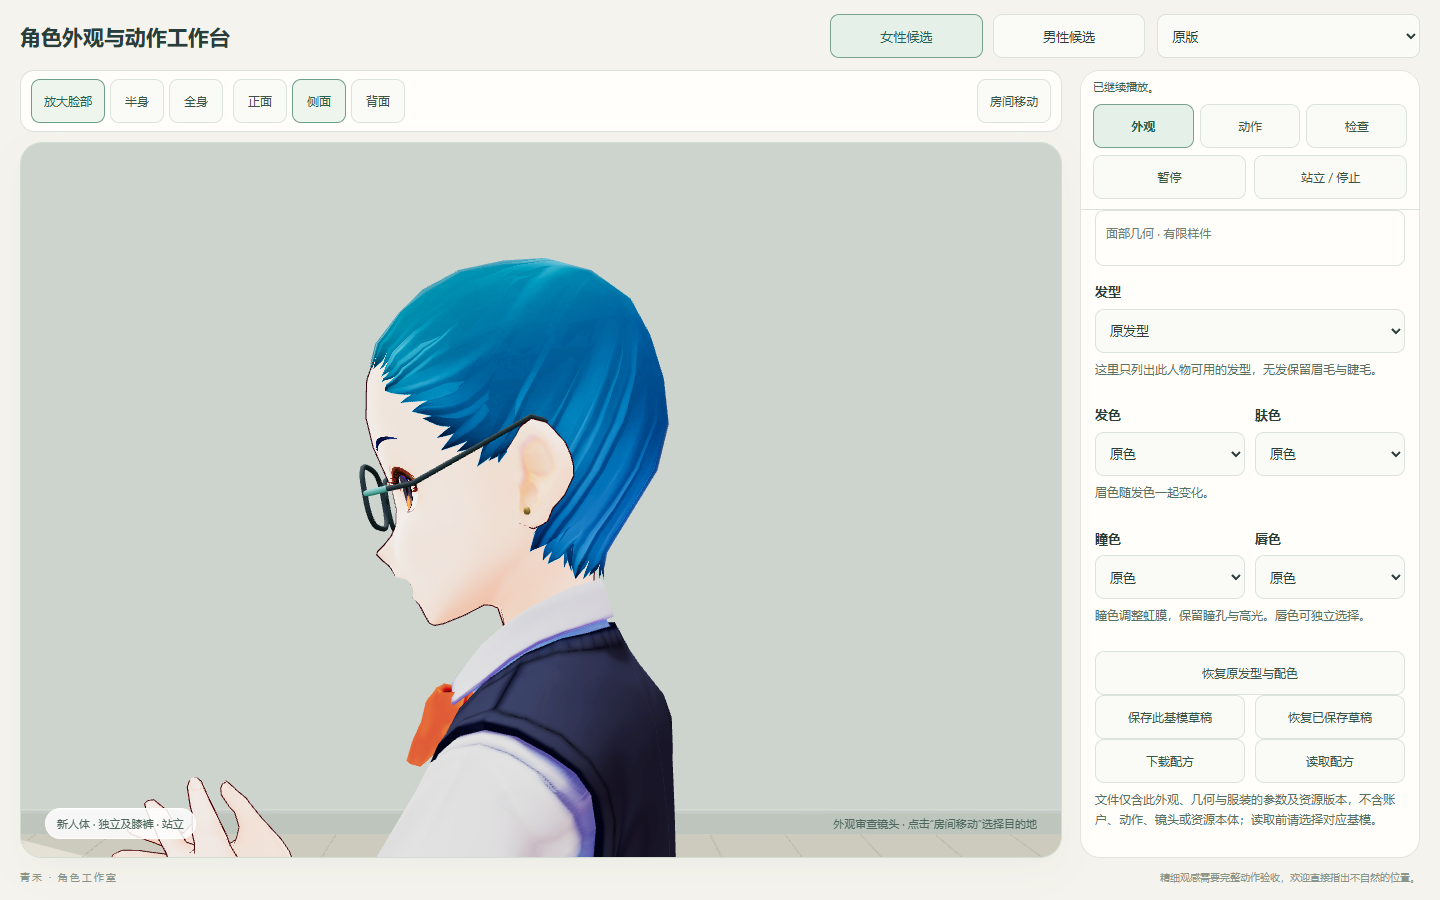 角色外观与动作工作台
女性候选
男性候选
原版
放大脸部
半身
全身
正面
侧面
背面
房间移动
已继续播放。
外观
动作
检查
暂停
站立 / 停止
面部几何 · 有限样件
发型
原发型
这里只列出此人物可用的发型，无发保留眉毛与睫毛。
发色
肤色
原色
原色
眉色随发色一起变化。
瞳色
唇色
原色
原色
瞳色调整虹膜，保留瞳孔与高光。唇色可独立选择。
恢复原发型与配色
保存此基模草稿
恢复已保存草稿
下载配方
读取配方
文件仅含此外观、几何与服装的参数及资源版本，不含账
户、动作、镜头或资源本体；读取前请选择对应基模。
新人体 · 独立及膝裤 · 站立
外观审查镜头 · 点击“房间移动”选择目的地
青禾 · 角色工作室
精细观感需要完整动作验收，欢迎直接指出不自然的位置。